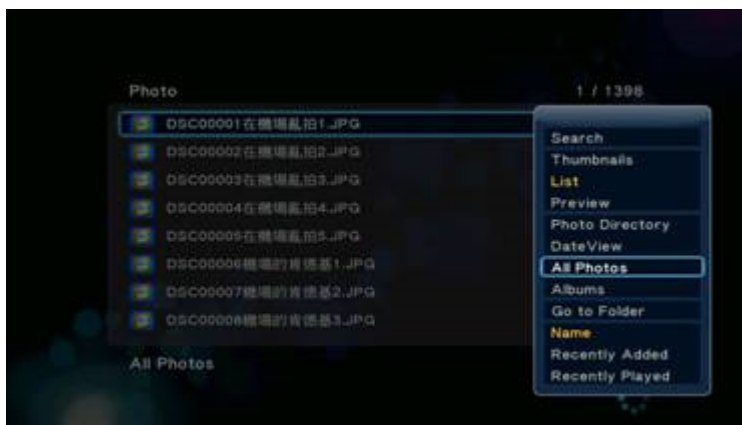 Photo
1 / 1398
DSC00001在機場亂拍1.JPG
DSC00002在機場亂拍2.JPG
DSC00003在機場亂拍3.JPG
DSC00004在機場亂拍4.JPG
DSC00005在機場亂拍5.JPG
DSC00006機場的肯德基1.JPG
DSC00007機場的肯德基2.JPG
DSC00008機場的肯德基3.JPG
All Photos
Search
Thumbnails
List
Preview
Photo Directory
DateView
All Photos
Albums
Go to Folder
Name
Recently Added
Recently Played